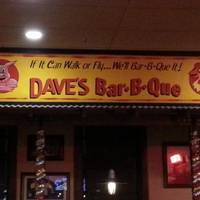 If It Can Walk or Fly...We'll Bar-B-Que It!
DAVE'S Bar-B-Que